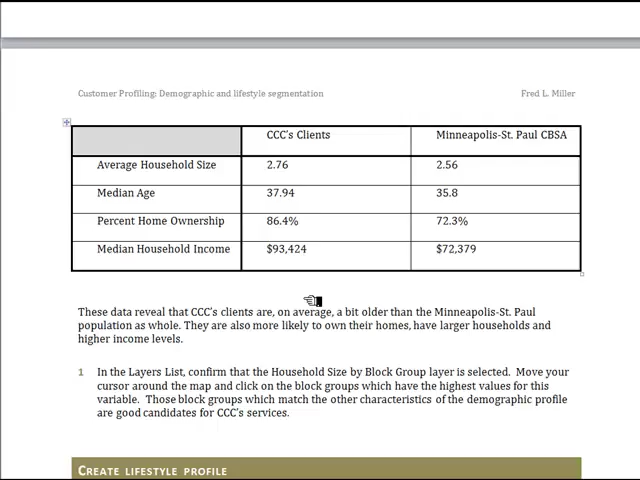 Customer Profiling: Demographic and lifestyle segmentation Fred L. Miller
CCC's Clients Minneapolis-St. Paul CBSA
Average Household Size 2.76 2.56
Median Age 37.94 35.8
Percent Home Ownership 86.4% 72.3%
Median Household Income $93,424 $72,379
These data reveal that CCC's clients are, on average, a bit older than the Minneapolis-St. Paul
population as whole. They are also more likely to own their homes, have larger households and
higher income levels.
1 In the Layers List, confirm that the Household Size by Block Group layer is selected. Move your
cursor around the map and click on the block groups which have the highest values for this
variable. Those block groups which match the other characteristics of the demographic profile
are good candidates for CCC's services.
CREATE LIFESTYLE PROFILE